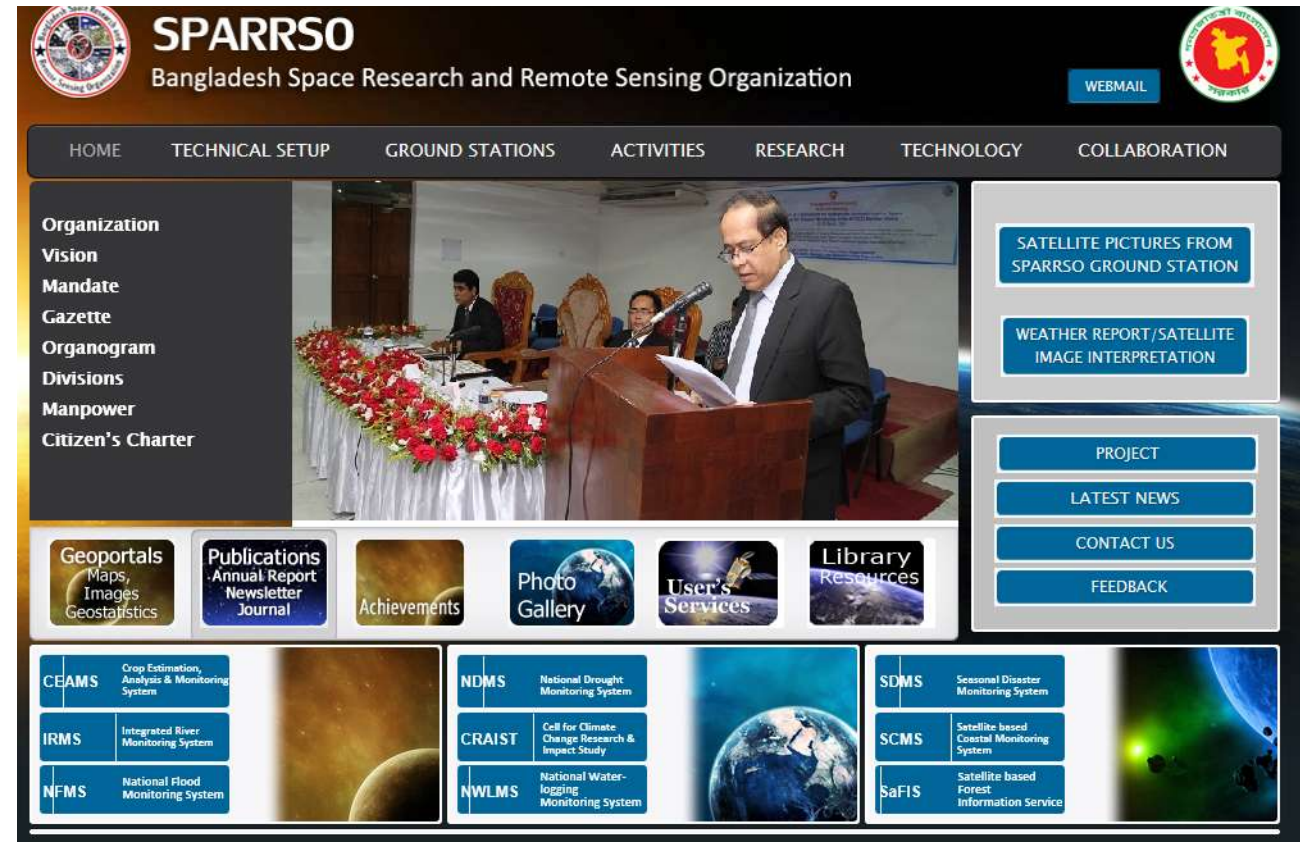 SPARRSO
Bangladesh Space Research and Remote Sensing Organization
WEBMAIL
HOME TECHNICAL SETUP GROUND STATIONS ACTIVITIES RESEARCH TECHNOLOGY COLLABORATION
Organization
Vision
Mandate
Gazette
Organogram
Divisions
Manpower
Citizen's Charter
SATELLITE PICTURES FROM
SPARRSO GROUND STATION
WEATHER REPORT/SATELLITE
IMAGE INTERPRETATION
PROJECT
LATEST NEWS
CONTACT US
FEEDBACK
Geoportals
Maps,
Images
Geostatistics
Publications
Annual Report
Newsletter
Journal
Achievements
Photo
Gallery
User's
Services
Library
Resources
CEAMS
Crop Estimation,
Analysis & Monitoring
System
IRMS
Integrated River
Monitoring System
NFMS
National Flood
Monitoring System
NDMS
National Drought
Monitoring System
CRAIST
Cell for Climate
Change Research &
Impact Study
NWLMS
National Water-
logging
Monitoring System
SDMS
Seasonal Disaster
Monitoring System
SCMS
Satellite based
Coastal Monitoring
System
SaFIS
Satellite based
Forest
Information Service